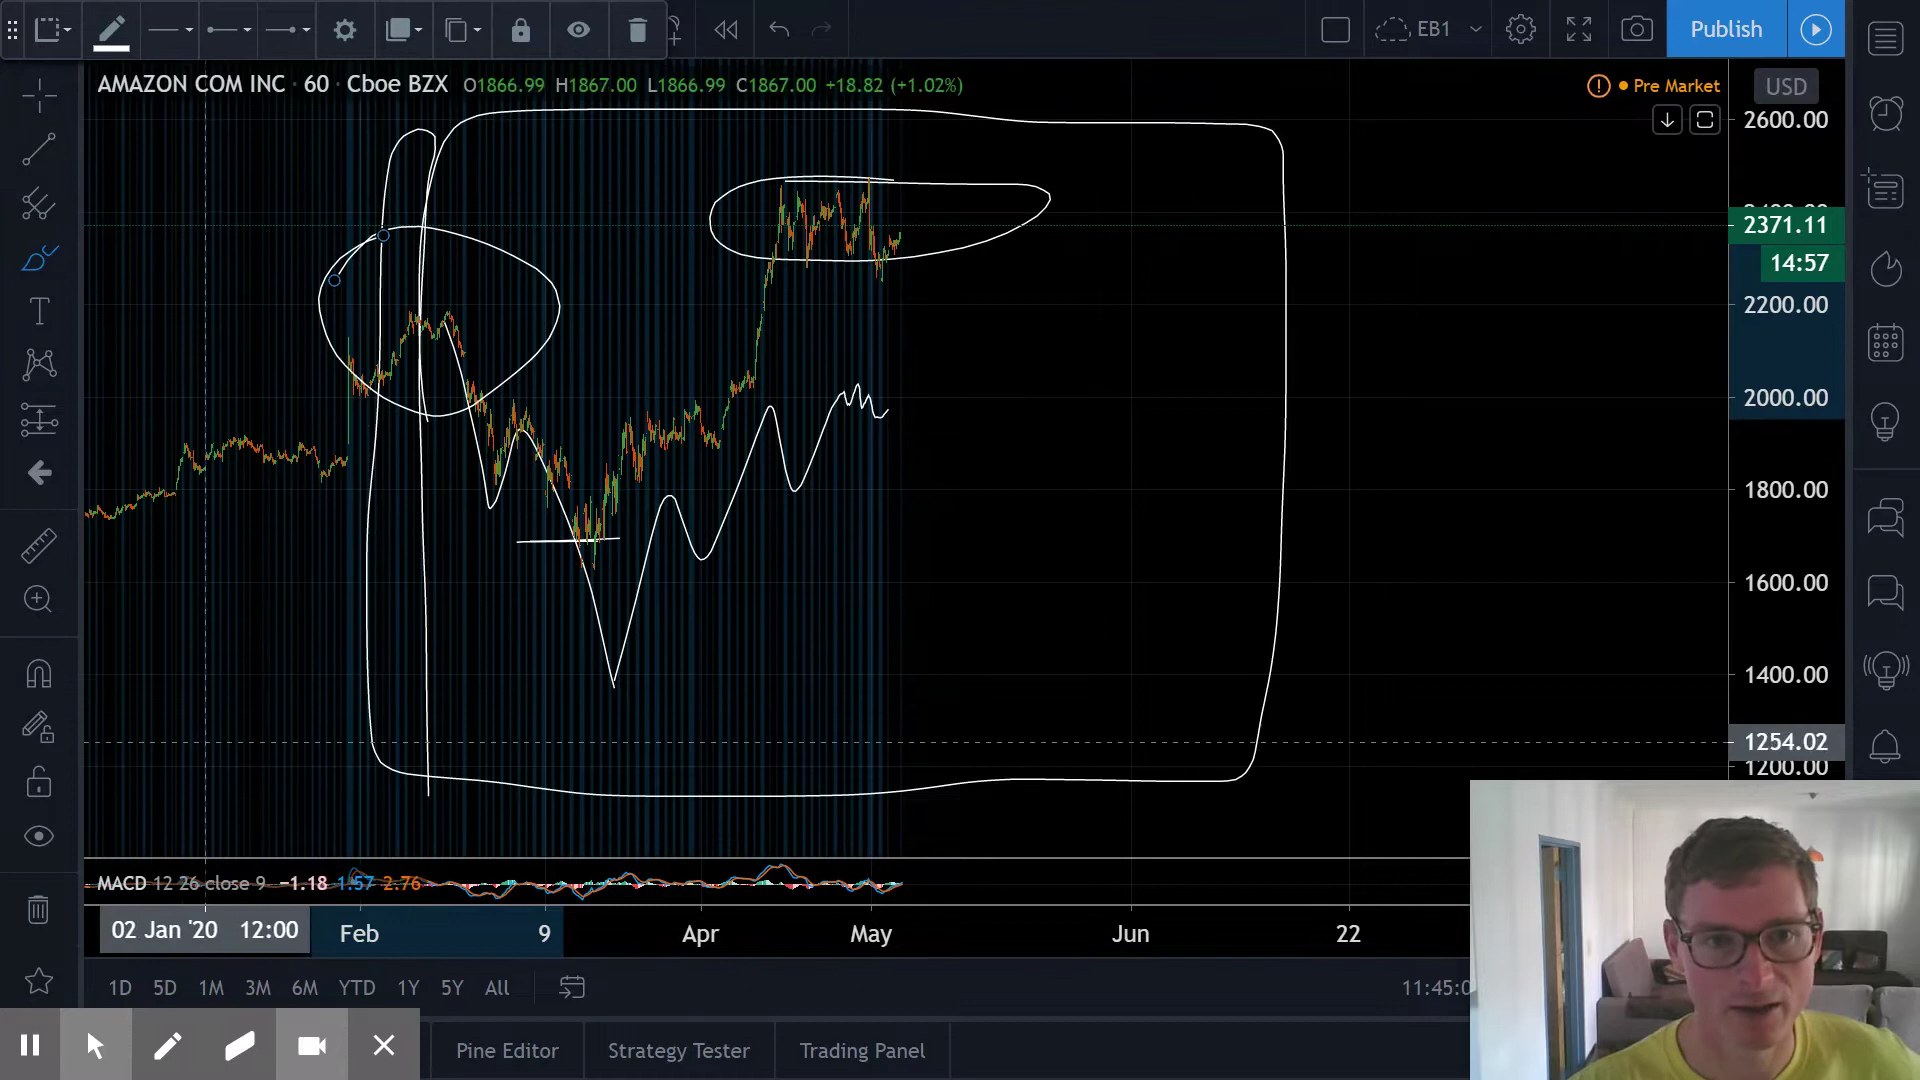 EB1
Publish
AMAZON COM INC · 60 · Cboe BZX O1866.99 H1867.00 L1866.99 C1867.00 +18.82 (+1.02%)
Pre Market
USD
2600.00
2371.11
14:57
2200.00
2000.00
1800.00
1600.00
1400.00
1254.02
1200.00
MACD 12 26 close 9 −1.18 1.57 2.76
02 Jan '20 12:00 Feb 9 Apr May Jun 22
1D 5D 1M 3M 6M YTD 1Y 5Y All
Pine Editor Strategy Tester Trading Panel